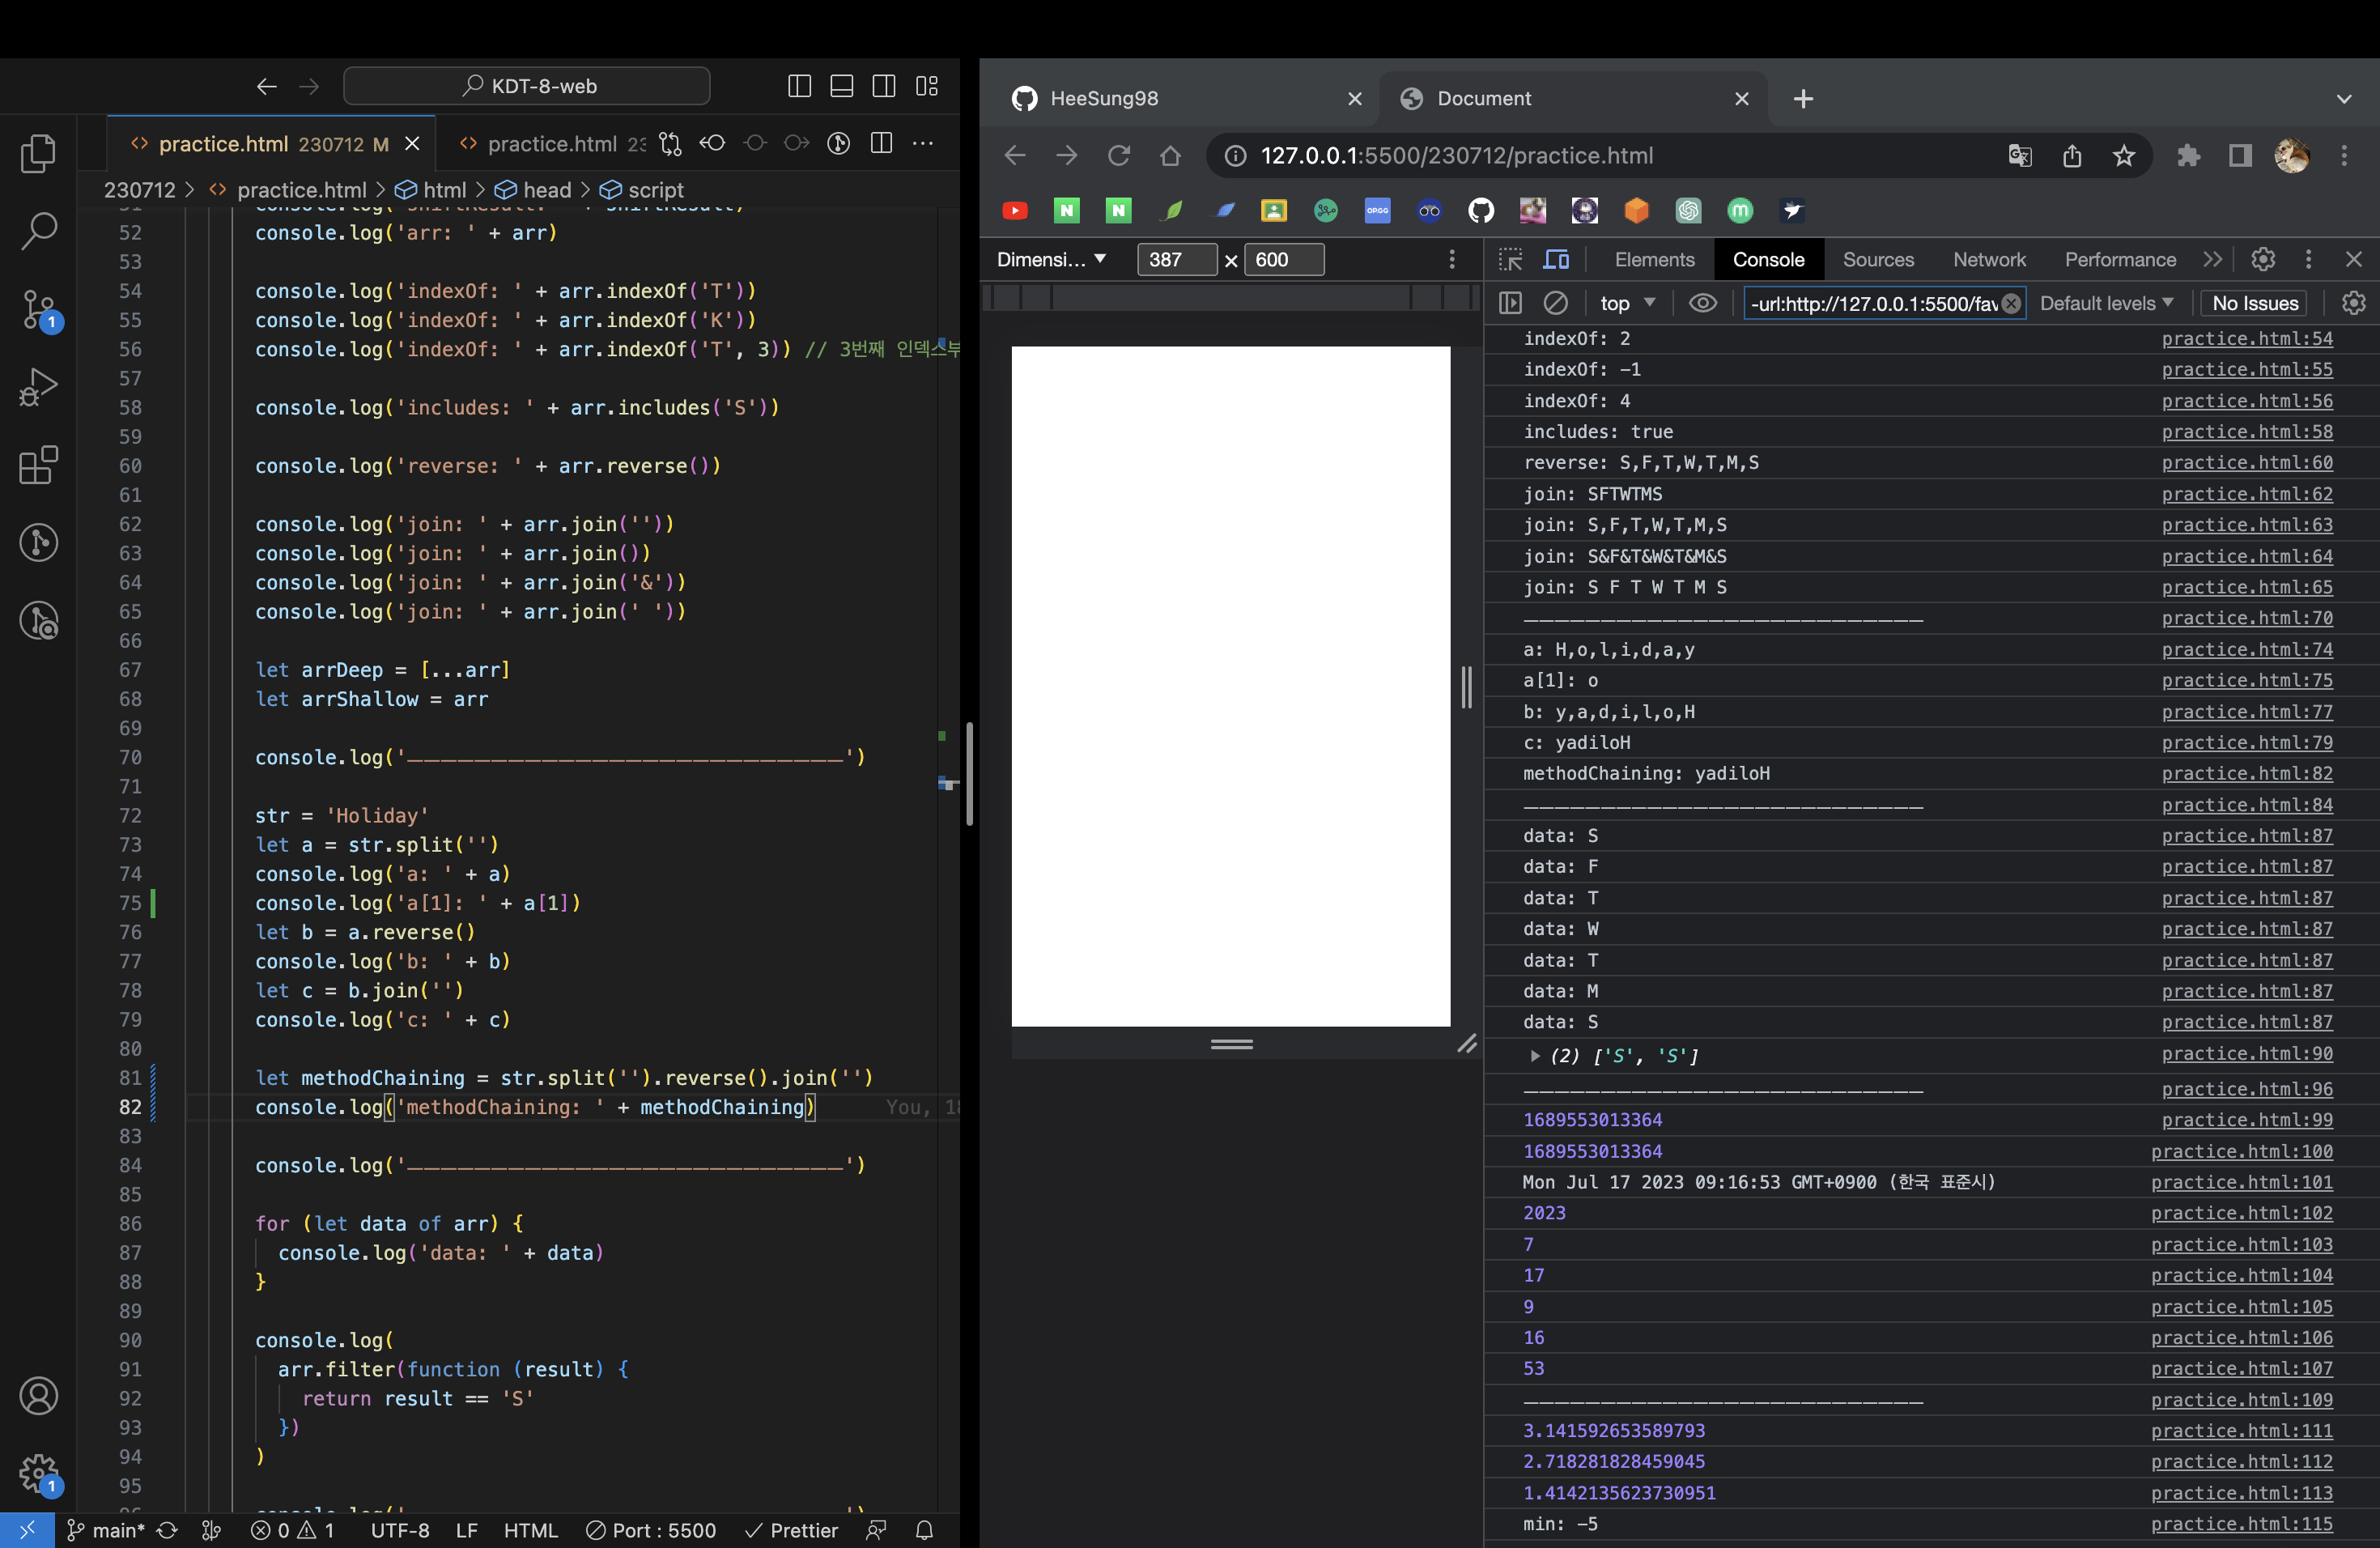 KDT-8-web
practice.html 230712 M
practice.html 23
230712 > practice.html > html > head > script
52 console.log('arr: ' + arr)
53
54 console.log('indexOf: ' + arr.indexOf('T'))
55 console.log('indexOf: ' + arr.indexOf('K'))
56 console.log('indexOf: ' + arr.indexOf('T', 3)) // 3번째 인덱스부
57
58 console.log('includes: ' + arr.includes('S'))
59
60 console.log('reverse: ' + arr.reverse())
61
62 console.log('join: ' + arr.join(''))
63 console.log('join: ' + arr.join())
64 console.log('join: ' + arr.join('&'))
65 console.log('join: ' + arr.join(' '))
66
67 let arrDeep = [...arr]
68 let arrShallow = arr
69
70 console.log('——————————————————————————')
71
72 str = 'Holiday'
73 let a = str.split('')
74 console.log('a: ' + a)
75 console.log('a[1]: ' + a[1])
76 let b = a.reverse()
77 console.log('b: ' + b)
78 let c = b.join('')
79 console.log('c: ' + c)
80
81 let methodChaining = str.split('').reverse().join('')
82 console.log('methodChaining: ' + methodChaining) You, 18
83
84 console.log('——————————————————————————')
85
86 for (let data of arr) {
87 console.log('data: ' + data)
88 }
89
90 console.log(
91 arr.filter(function (result) {
92 return result == 'S'
93 })
94 )
95
main* 0 1 UTF-8 LF HTML Port : 5500 Prettier
HeeSung98
Document
127.0.0.1:5500/230712/practice.html
Dimensi... 387 × 600
Elements Console Sources Network Performance
top -url:http://127.0.0.1:5500/fav Default levels No Issues
indexOf: 2 practice.html:54
indexOf: -1 practice.html:55
indexOf: 4 practice.html:56
includes: true practice.html:58
reverse: S,F,T,W,T,M,S practice.html:60
join: SFTWTMS practice.html:62
join: S,F,T,W,T,M,S practice.html:63
join: S&F&T&W&T&M&S practice.html:64
join: S F T W T M S practice.html:65
—————————————————————————— practice.html:70
a: H,o,l,i,d,a,y practice.html:74
a[1]: o practice.html:75
b: y,a,d,i,l,o,H practice.html:77
c: yadiloH practice.html:79
methodChaining: yadiloH practice.html:82
—————————————————————————— practice.html:84
data: S practice.html:87
data: F practice.html:87
data: T practice.html:87
data: W practice.html:87
data: T practice.html:87
data: M practice.html:87
data: S practice.html:87
(2) ['S', 'S'] practice.html:90
—————————————————————————— practice.html:96
1689553013364 practice.html:99
1689553013364 practice.html:100
Mon Jul 17 2023 09:16:53 GMT+0900 (한국 표준시) practice.html:101
2023 practice.html:102
7 practice.html:103
17 practice.html:104
9 practice.html:105
16 practice.html:106
53 practice.html:107
—————————————————————————— practice.html:109
3.141592653589793 practice.html:111
2.718281828459045 practice.html:112
1.4142135623730951 practice.html:113
min: -5 practice.html:115